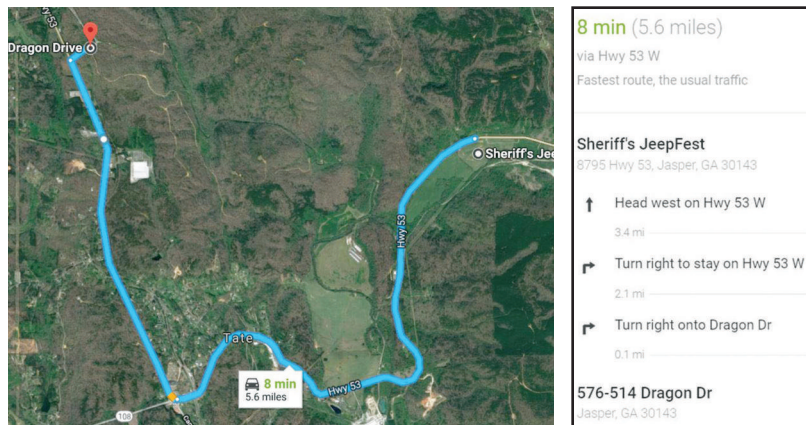 Dragon Drive
Sheriff's Jee
Hwy 53
Tate
8 min
5.6 miles
Hwy 53
108
8 min (5.6 miles)
via Hwy 53 W
Fastest route, the usual traffic
Sheriff's JeepFest
8795 Hwy 53, Jasper, GA 30143
Head west on Hwy 53 W
3.4 mi
Turn right to stay on Hwy 53 W
2.1 mi
Turn right onto Dragon Dr
0.1 mi
576-514 Dragon Dr
Jasper, GA 30143